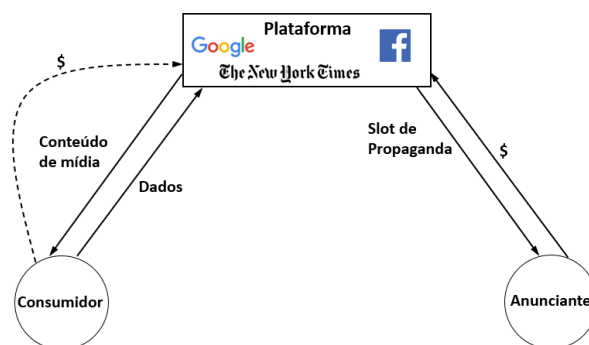 Plataforma
Google
The New York Times
$
Conteúdo
de mídia
Dados
Slot de
Propaganda
$
Consumidor
Anunciante